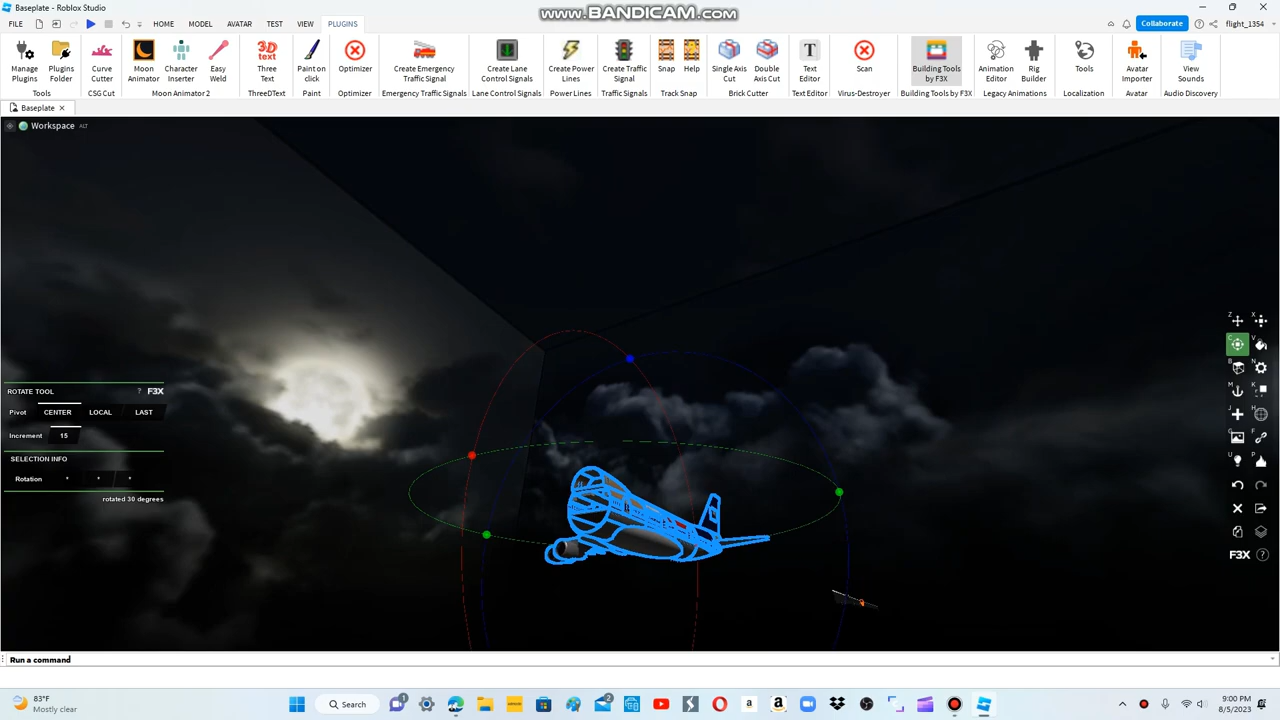 Baseplate - Roblox Studio
www.BANDICAM.com
FILE HOME MODEL AVATAR TEST VIEW PLUGINS
Collaborate flight_1354
Manage Plugins Plugins Folder Curve Cutter Moon Animator Character Inserter Easy Weld Three Text Paint on click Optimizer Create Emergency Traffic Signal Create Lane Control Signals Create Power Lines Create Traffic Signal Snap Help Single Axis Cut Double Axis Cut Text Editor Scan Building Tools by F3X Animation Editor Rig Builder Tools Avatar Importer View Sounds
Tools CSG Cut Moon Animator 2 ThreeDText Paint Optimizer Emergency Traffic Signals Lane Control Signals Power Lines Traffic Signals Track Snap Brick Cutter Text Editor Virus-Destroyer Building Tools by F3X Legacy Animations Localization Avatar Audio Discovery
Baseplate
Workspace ALT
Z X
C V
B N
M K
J H
G F
U P
F3X ?
ROTATE TOOL ? F3X
Pivot CENTER LOCAL LAST
Increment 15
SELECTION INFO
Rotation * * *
rotated 30 degrees
Run a command
83°F
Mostly clear
Search
1
2
9:00 PM
8/5/2023